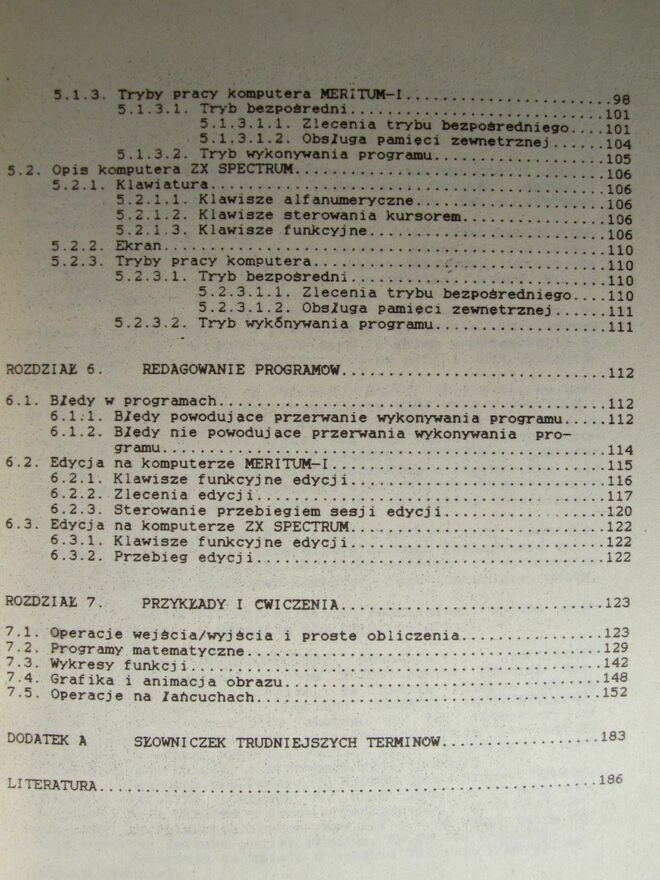 5.1.3. Tryby pracy komputera MERITUM-I........................98
5.1.3.1. Tryb bezpośredni............................101
5.1.3.1.1. Zlecenia trybu bezpośredniego....101
5.1.3.1.2. Obsługa pamięci zewnętrznej......104
5.1.3.2. Tryb wykonywania programu...................105
5.2. Opis komputera ZX SPECTRUM..................................106
5.2.1. Klawiatura............................................106
5.2.1.1. Klawisze alfanumeryczne.....................106
5.2.1.2. Klawisze sterowania kursorem................106
5.2.1.3. Klawisze funkcyjne..........................106
5.2.2. Ekran.................................................110
5.2.3. Tryby pracy komputera.................................110
5.2.3.1. Tryb bezpośredni............................110
5.2.3.1.1. Zlecenia trybu bezpośredniego....110
5.2.3.1.2. Obsługa pamięci zewnętrznej......111
5.2.3.2. Tryb wykónywania programu...................111
ROZDZIAŁ 6. REDAGOWANIE PROGRAMÓW..............................112
6.1. Błędy w programach..........................................112
6.1.1. Błędy powodujące przerwanie wykonywania programu.....112
6.1.2. Błędy nie powodujące przerwania wykonywania pro-
gramu.................................................114
6.2. Edycja na komputerze MERITUM-I..............................115
6.2.1. Klawisze funkcyjne edycji.............................116
6.2.2. Zlecenia edycji.......................................117
6.2.3. Sterowanie przebiegiem sesji edycji...................120
6.3. Edycja na komputerze ZX SPECTRUM............................122
6.3.1. Klawisze funkcyjne edycji.............................122
6.3.2. Przebieg edycji.......................................122
ROZDZIAŁ 7. PRZYKŁADY I ĆWICZENIA..............................123
7.1. Operacje wejścia/wyjścia i proste obliczenia................123
7.2. Programy matematyczne.......................................129
7.3. Wykresy funkcji.............................................142
7.4. Grafika i animacja obrazu...................................148
7.5. Operacje na łańcuchach......................................152
DODATEK A SŁOWNICZEK TRUDNIEJSZYCH TERMINÓW..................183
LITERATURA.......................................................186